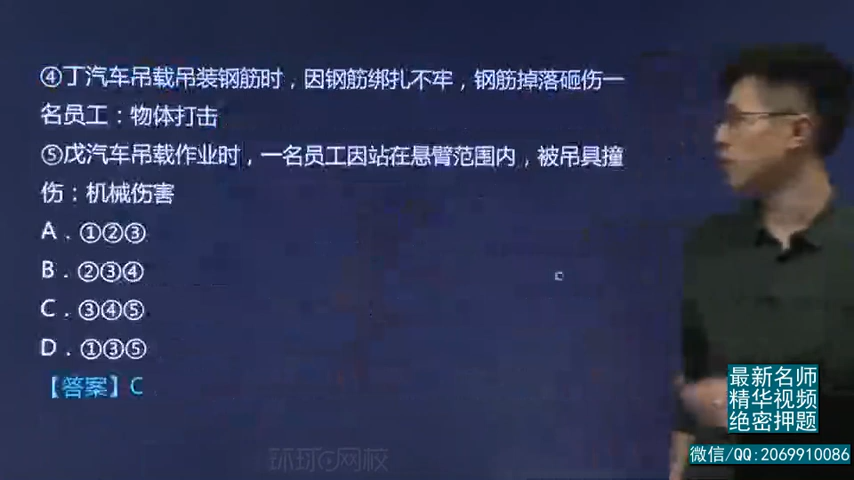 ④丁汽车吊载吊装钢筋时，因钢筋绑扎不牢，钢筋掉落砸伤一
名员工：物体打击
⑤戊汽车吊载作业时，一名员工因站在悬臂范围内，被吊具撞
伤：机械伤害
A．①②③
B．②③④
C．③④⑤
D．①③⑤
【答案】C
环球网校
最新名师
精华视频
绝密押题
微信/QQ:2069910086